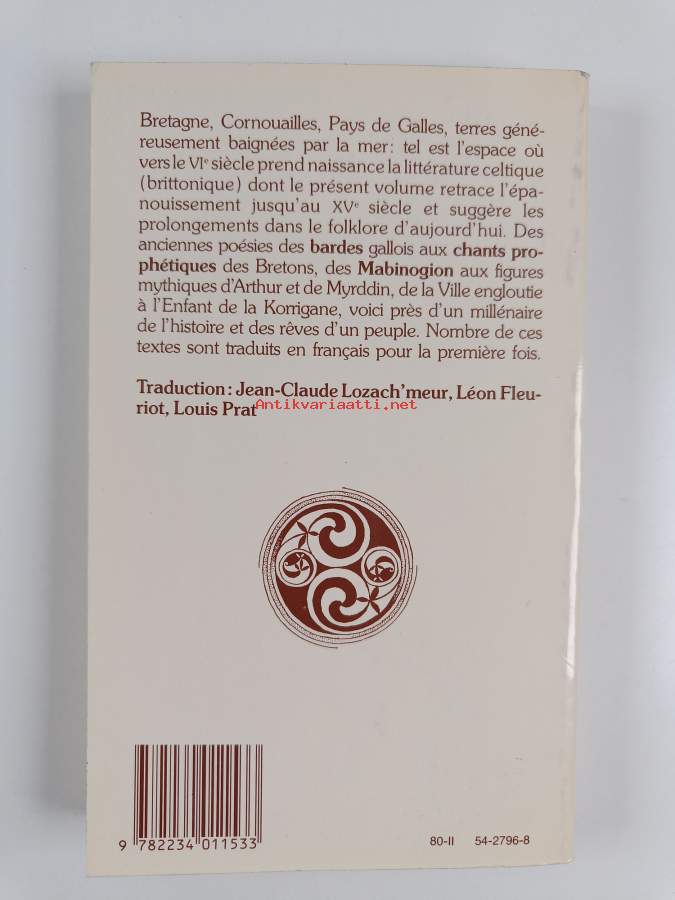 Bretagne, Cornouailles, Pays de Galles, terres géné-
reusement baignées par la mer: tel est l'espace où
vers le VIe siècle prend naissance la littérature celtique
(brittonique) dont le présent volume retrace l'épa-
nouissement jusqu'au XVe siècle et suggère les
prolongements dans le folklore d'aujourd'hui. Des
anciennes poésies des bardes gallois aux chants pro-
phétiques des Bretons, des Mabinogion aux figures
mythiques d'Arthur et de Myrddin, de la Ville engloutie
à l'Enfant de la Korrigane, voici près d'un millénaire
de l'histoire et des rêves d'un peuple. Nombre de ces
textes sont traduits en français pour la première fois.
Traduction: Jean-Claude Lozach'meur, Léon Fleu-
riot, Louis Prat
Antikvariaatti.net
9 782234 011533
80-II 54-2796-8